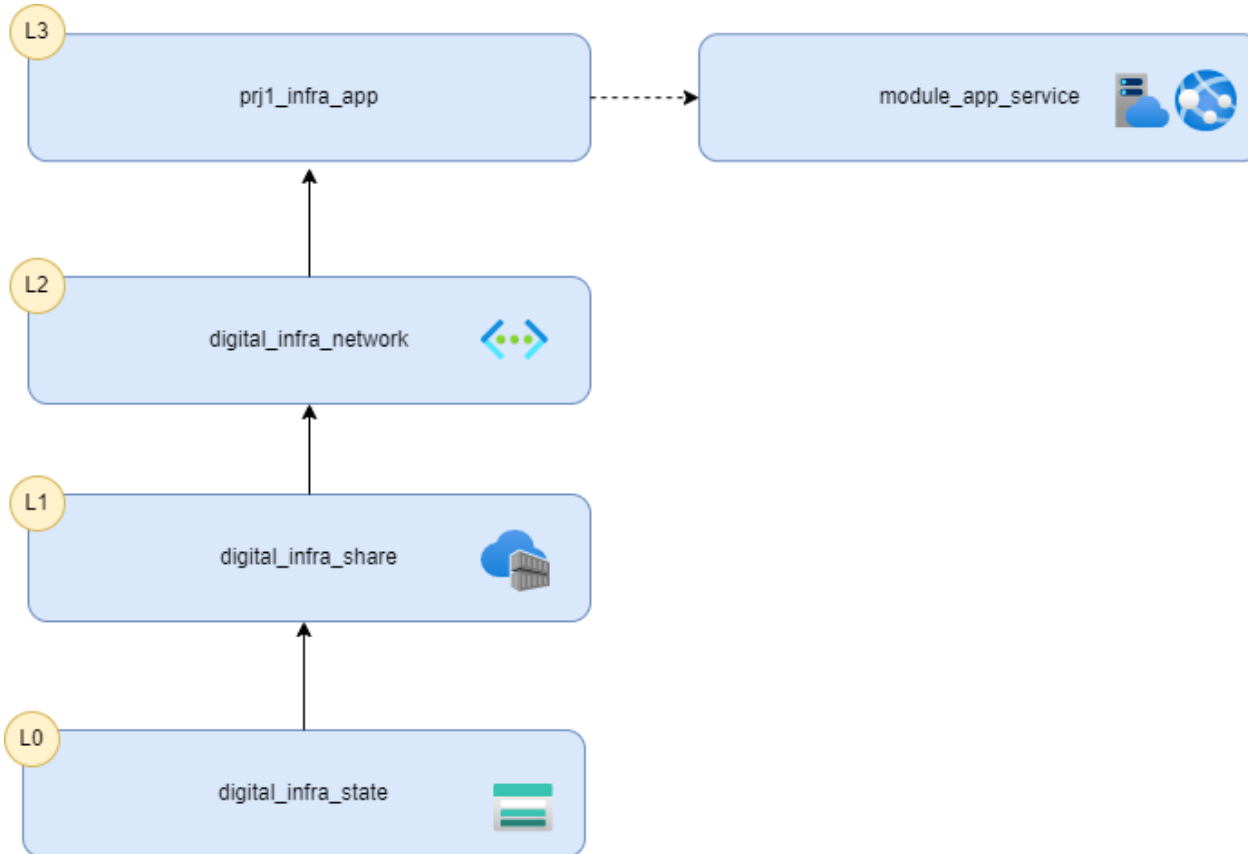 L3
prj1_infra_app
module_app_service
L2
digital_infra_network
L1
digital_infra_share
L0
digital_infra_state